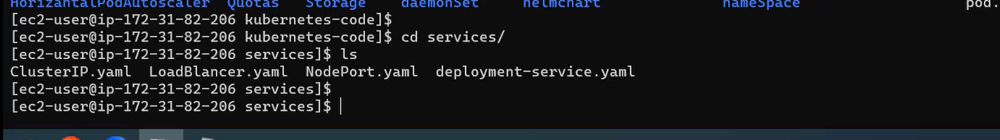 HorizontalPodAutoscaler Quotas Storage daemonSet helmchart nameSpace pod.
[ec2-user@ip-172-31-82-206 kubernetes-code]$
[ec2-user@ip-172-31-82-206 kubernetes-code]$ cd services/
[ec2-user@ip-172-31-82-206 services]$ ls
ClusterIP.yaml LoadBlancer.yaml NodePort.yaml deployment-service.yaml
[ec2-user@ip-172-31-82-206 services]$
[ec2-user@ip-172-31-82-206 services]$